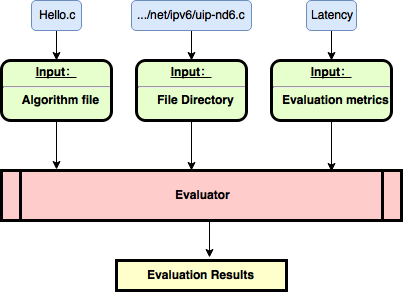 Hello.c
.../net/ipv6/uip-nd6.c
Latency
Input：
Algorithm file
Input：
File Directory
Input：
Evaluation metrics
Evaluator
Evaluation Results